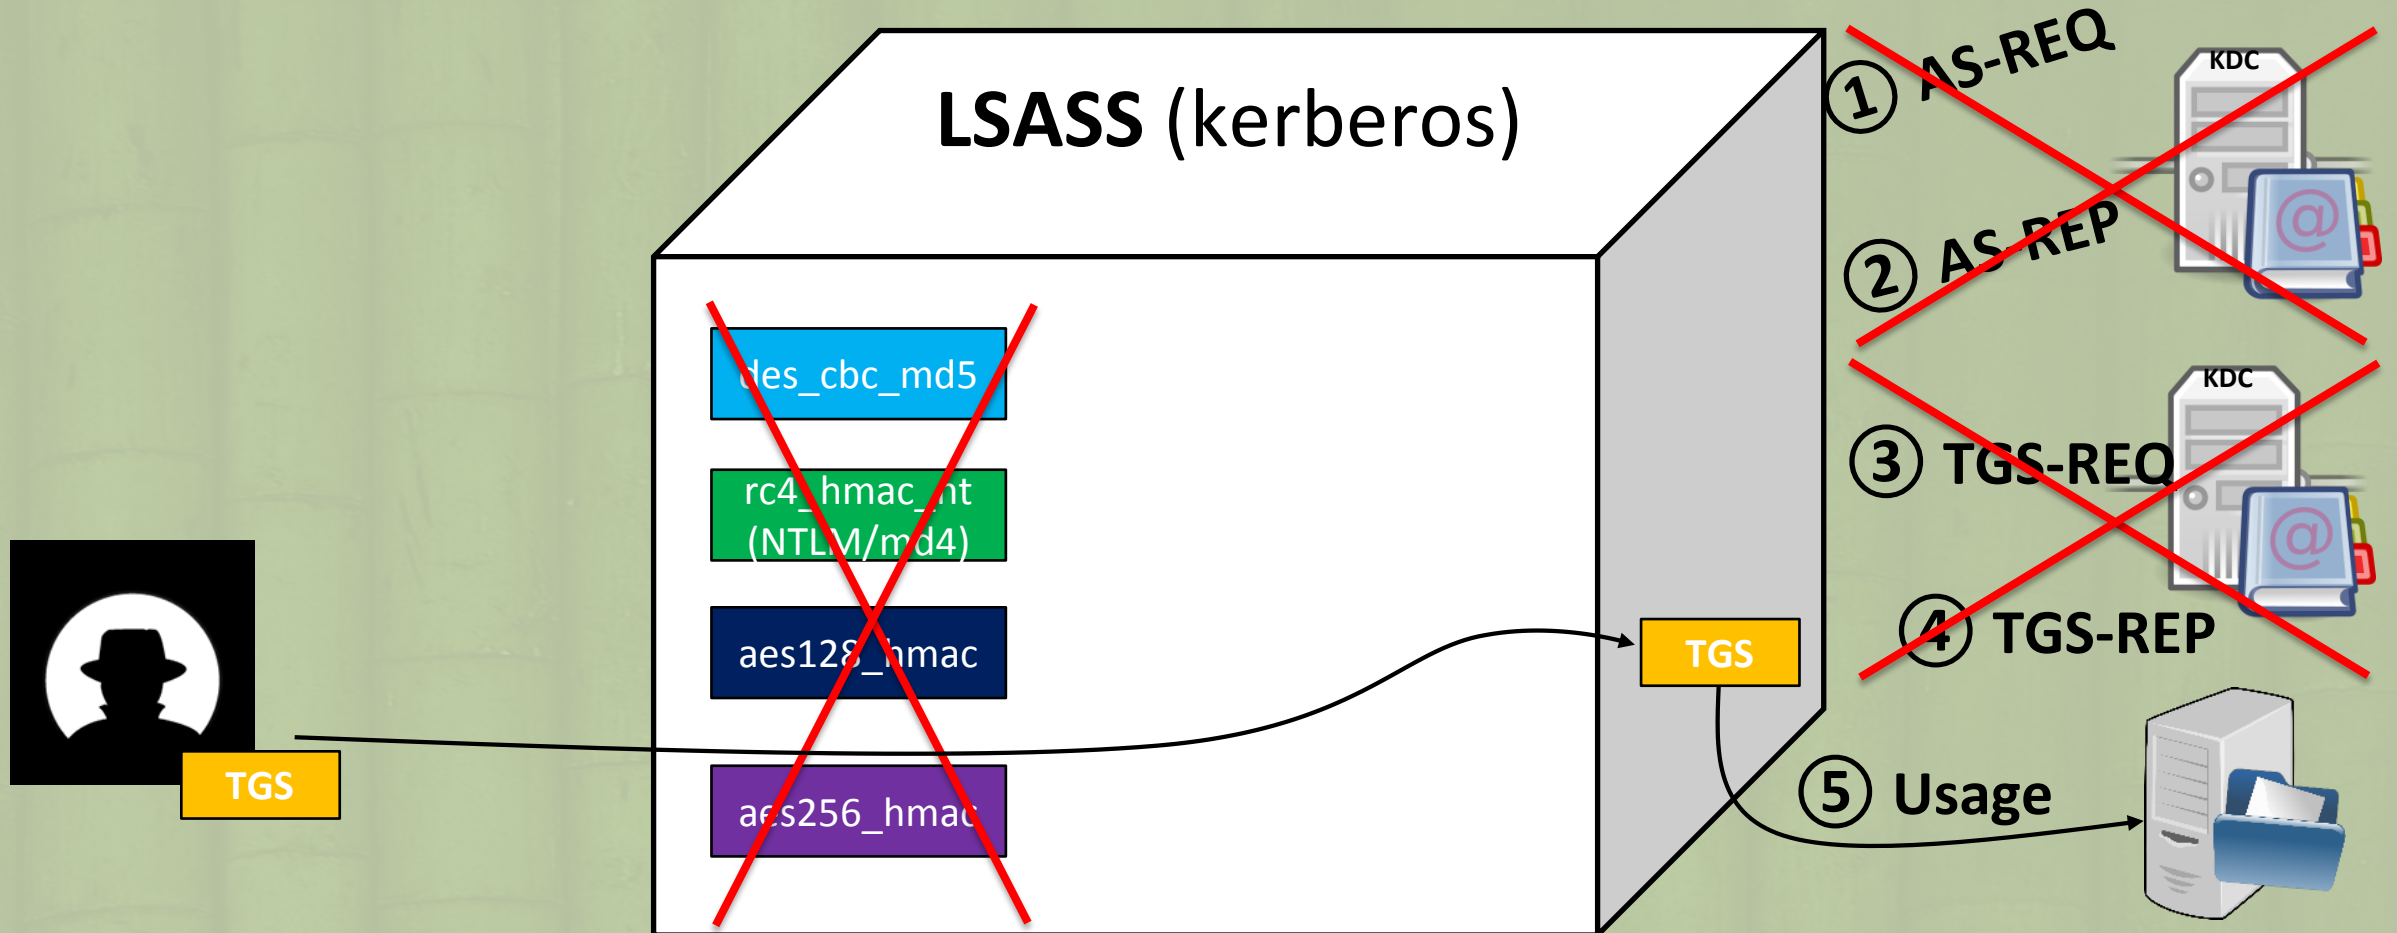 LSASS (kerberos)
des_cbc_md5
rc4_hmac_nt
(NTLM/md4)
aes128_hmac
aes256_hmac
TGS
TGS
① AS-REQ
KDC
② AS-REP
KDC
③ TGS-REQ
④ TGS-REP
⑤ Usage
@
@